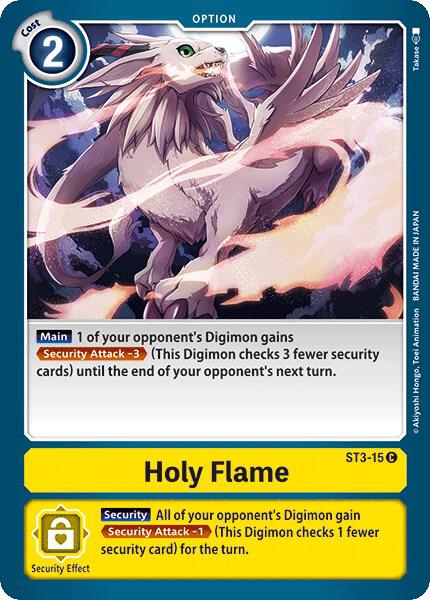 OPTION
Cost
2
Takase
Main 1 of your opponent's Digimon gains
Security Attack -3 (This Digimon checks 3 fewer security
cards) until the end of your opponent's next turn.
©Akiyoshi Hongo, Toei Animation BANDAI MADE IN JAPAN
ST3-15 C
Holy Flame
Security All of your opponent's Digimon gain
Security Attack -1 (This Digimon checks 1 fewer
security card) for the turn.
Security Effect